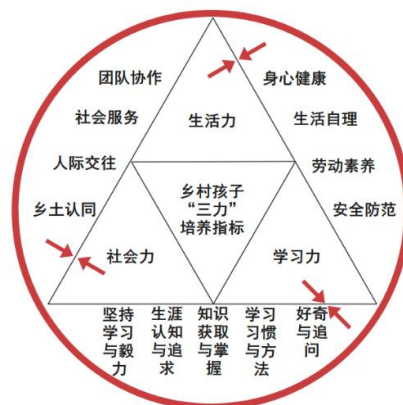 团队协作
身心健康
社会服务
生活力
生活自理
人际交往
劳动素养
乡土认同
乡村孩子
“三力”
培养指标
安全防范
社会力
学习力
坚持
学习
与毅
力
生涯
认知
与追
求
知识
获取
与掌
握
学习
习惯
与方
法
好奇
与追
问